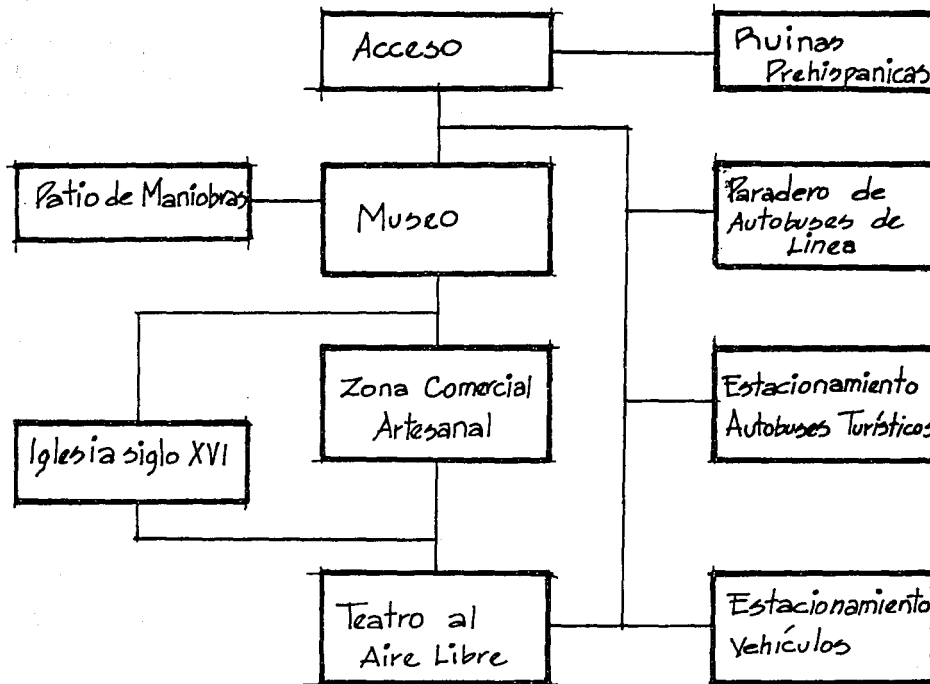 Acceso
Ruinas
Prehispanicas
Patio de Maniobras
Museo
Paradero de
Autobuses de
Linea
Zona Comercial
Artesanal
Estacionamiento
Autobuses Turísticos
Iglesia siglo XVI
Teatro al
Aire Libre
Estacionamiento
Vehículos